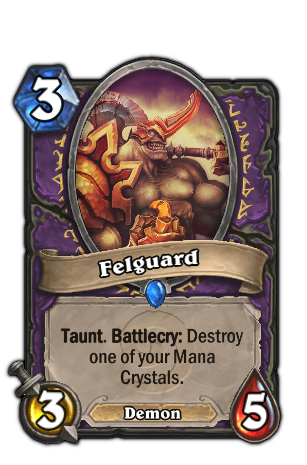 3
Felguard
Taunt. Battlecry: Destroy
one of your Mana
Crystals.
3
Demon
5